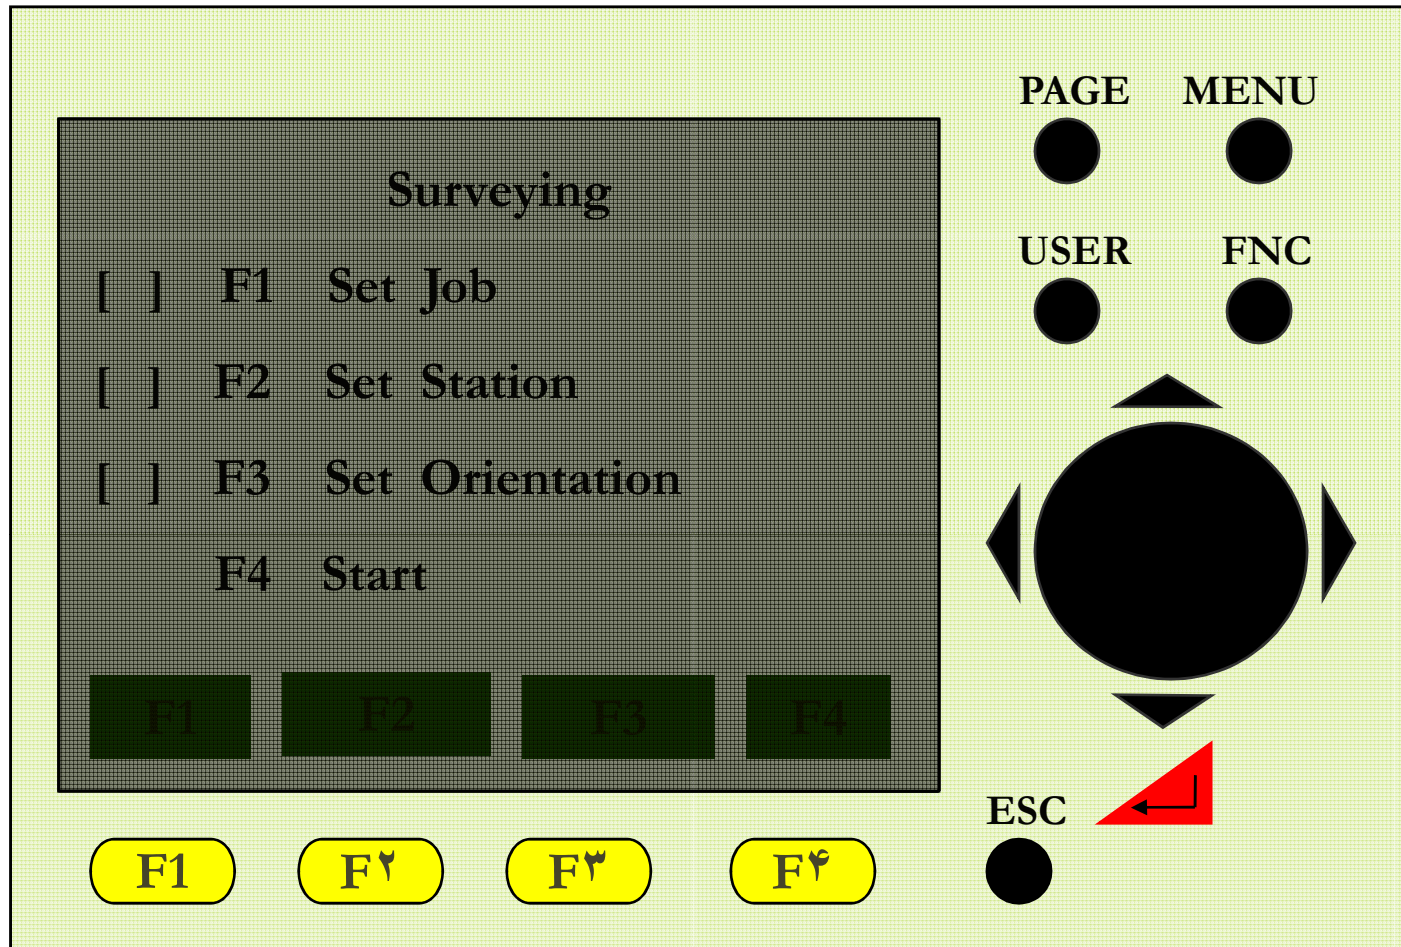 PAGE MENU
Surveying
USER FNC
[ ] F1 Set Job
[ ] F2 Set Station
[ ] F3 Set Orientation
F4 Start
F1 F2 F3 F4
ESC
F1 F۲ F۳ F۴